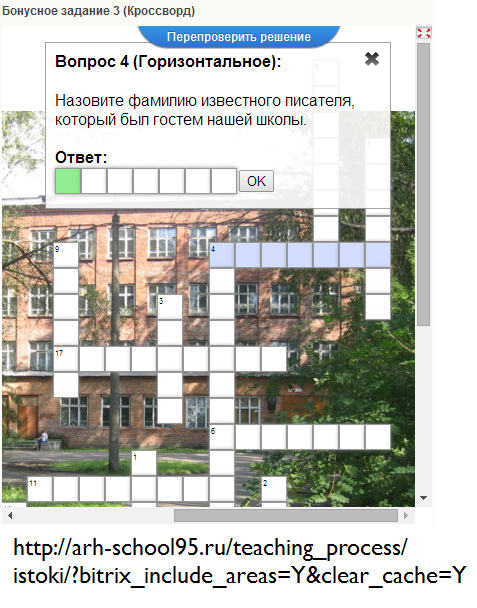 Бонусное задание 3 (Кроссворд)
Перепроверить решение
Вопрос 4 (Горизонтальное):
Назовите фамилию известного писателя,
который был гостем нашей школы.
Ответ:
OK
9
4
3
17
6
1
11
2
http://arh-school95.ru/teaching_process/
istoki/?bitrix_include_areas=Y&clear_cache=Y